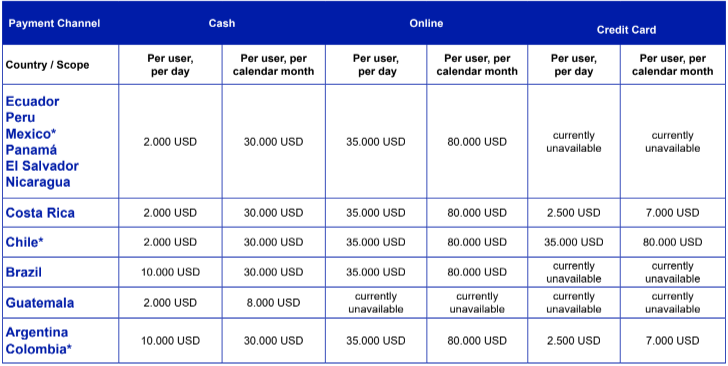 Payment Channel Cash Online Credit Card
Country / Scope Per user, per day Per user, per calendar month Per user, per day Per user, per calendar month Per user, per day Per user, per calendar month
Ecuador
Peru
Mexico*
Panamá
El Salvador
Nicaragua
2.000 USD 30.000 USD 35.000 USD 80.000 USD currently unavailable currently unavailable
Costa Rica 2.000 USD 30.000 USD 35.000 USD 80.000 USD 2.500 USD 7.000 USD
Chile* 2.000 USD 30.000 USD 35.000 USD 80.000 USD 35.000 USD 80.000 USD
Brazil 10.000 USD 30.000 USD 35.000 USD 80.000 USD currently unavailable currently unavailable
Guatemala 2.000 USD 8.000 USD currently unavailable currently unavailable currently unavailable currently unavailable
Argentina
Colombia*
10.000 USD 30.000 USD 35.000 USD 80.000 USD 2.500 USD 7.000 USD